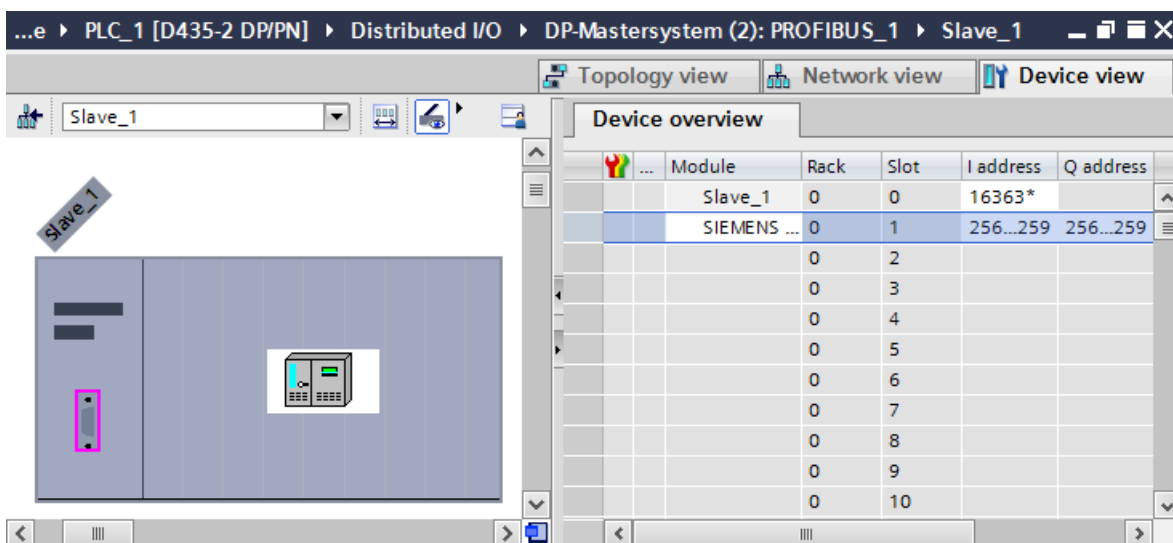 ...e ▸ PLC_1 [D435-2 DP/PN] ▸ Distributed I/O ▸ DP-Mastersystem (2): PROFIBUS_1 ▸ Slave_1
Topology view Network view Device view
Slave_1
Device overview
... Module Rack Slot I address Q address
Slave_1 0 0 16363*
SIEMENS ... 0 1 256...259 256...259
0 2
0 3
0 4
0 5
0 6
0 7
0 8
0 9
0 10
Slave_1